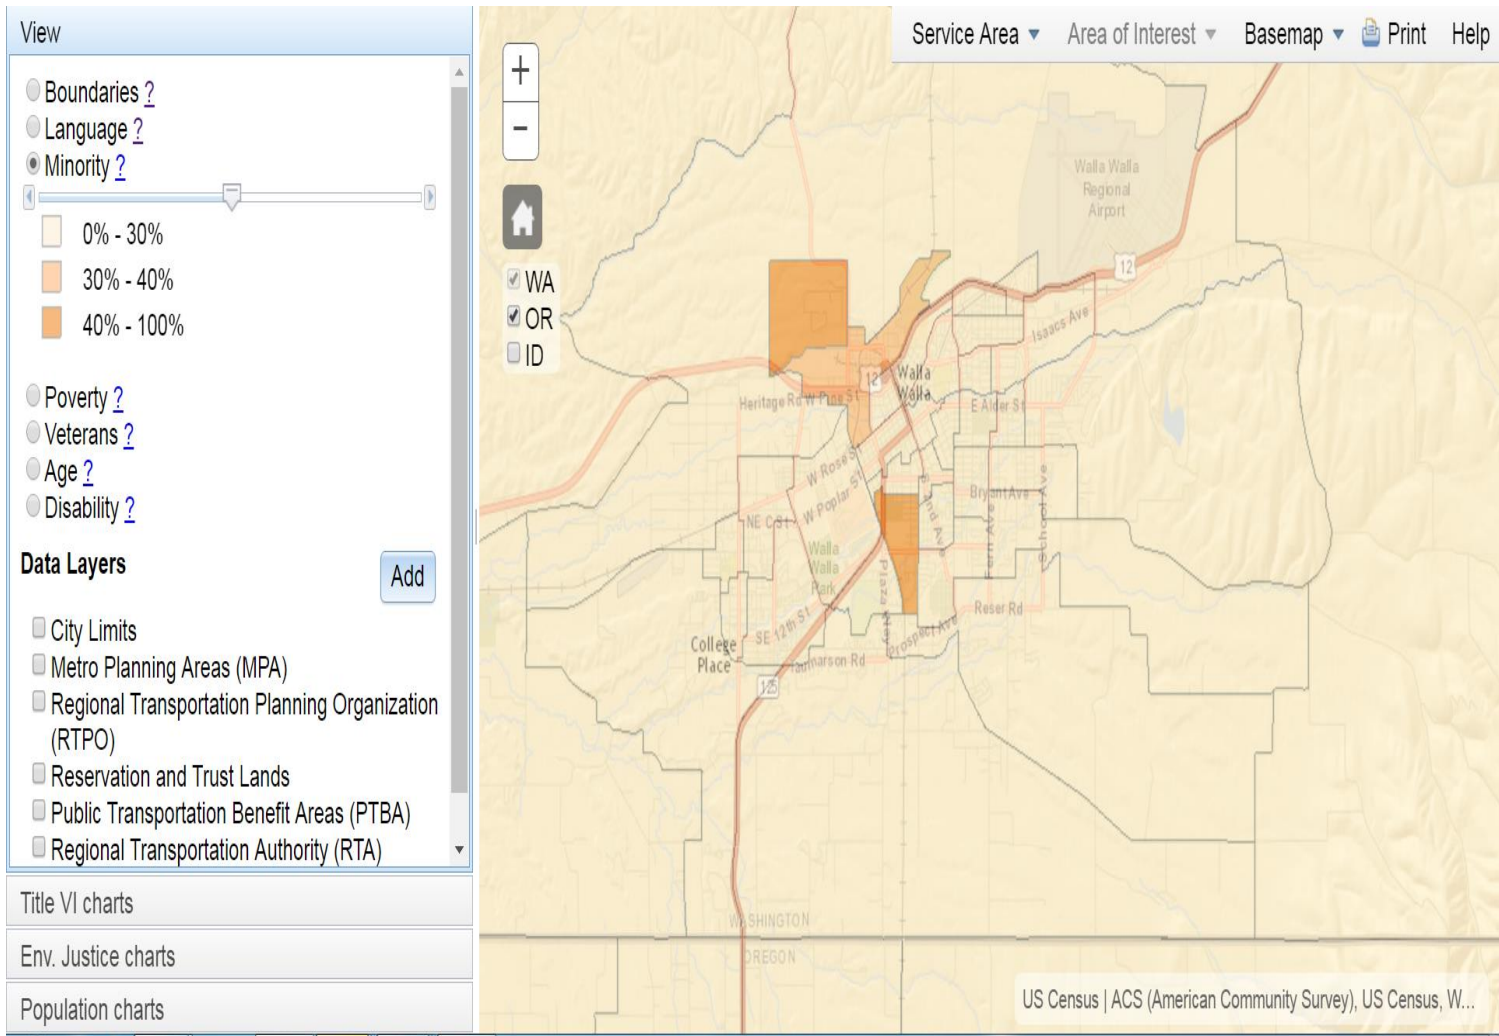 View
Boundaries ?
Language ?
Minority ?
0% - 30%
30% - 40%
40% - 100%
Poverty ?
Veterans ?
Age ?
Disability ?
Data Layers
Add
City Limits
Metro Planning Areas (MPA)
Regional Transportation Planning Organization
(RTPO)
Reservation and Trust Lands
Public Transportation Benefit Areas (PTBA)
Regional Transportation Authority (RTA)
Title VI charts
Env. Justice charts
Population charts
Service Area
Area of Interest
Basemap
Print
Help
+
−
WA
OR
ID
Walla Walla
Regional
Airport
12
Isaacs Ave
12
Walla
Walla
Heritage Rd
W Pine St
E Alder St
W Rose St
W Poplar St
S 2nd Ave
Bryant Ave
Fern Ave
School Ave
NE C St
Walla
Walla
Park
Plaza Way
Reser Rd
SE 12th St
Prospect Ave
College
Place
Rd
125
WASHINGTON
OREGON
US Census | ACS (American Community Survey), US Census, W...